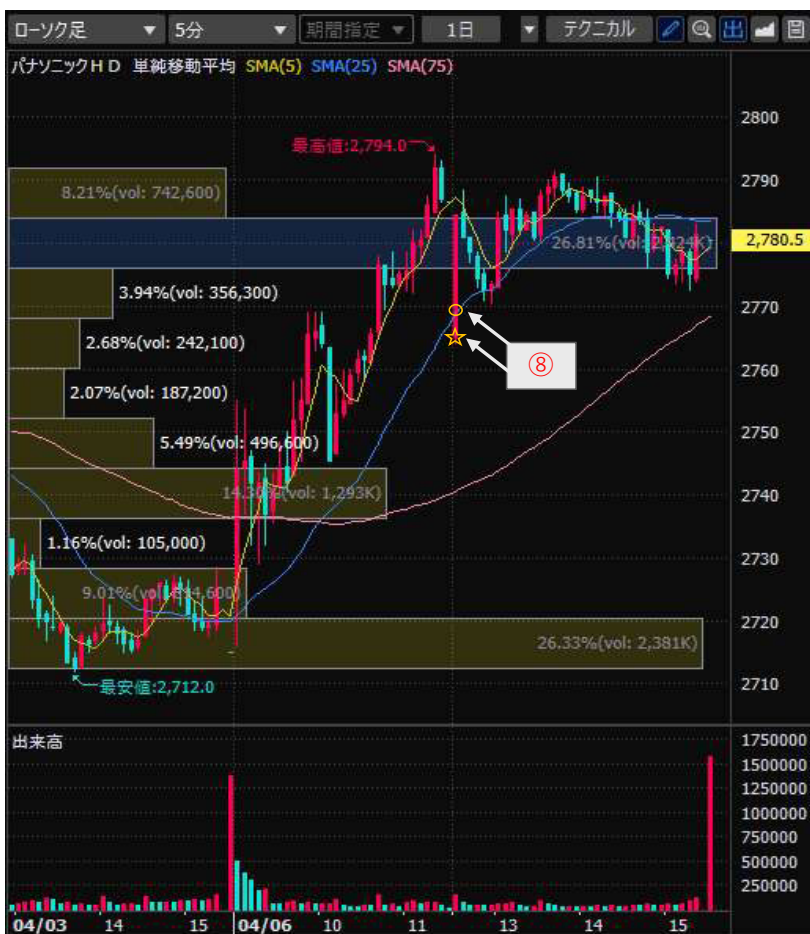 ローソク足 ▼ 5分 ▼ 期間指定 ▼ 1日 ▼ テクニカル 出
パナソニックHD 単純移動平均 SMA(5) SMA(25) SMA(75)
2800
最高値:2,794.0
2790
8.21%(vol: 742,600)
26.81%(vol:
2,780.5
3.94%(vol: 356,300)
2770
2.68%(vol: 242,100)
⑧
2760
2.07%(vol: 187,200)
2750
5.49%(vol: 496,600)
14.30%(vol: 1,293K)
2740
1.16%(vol: 105,000)
2730
9.01%(vol:
2720
26.33%(vol: 2,381K)
最安値:2,712.0
2710
出来高
1750000
1500000
1250000
1000000
750000
500000
250000
04/03 14 15 04/06 10 11 13 14 15